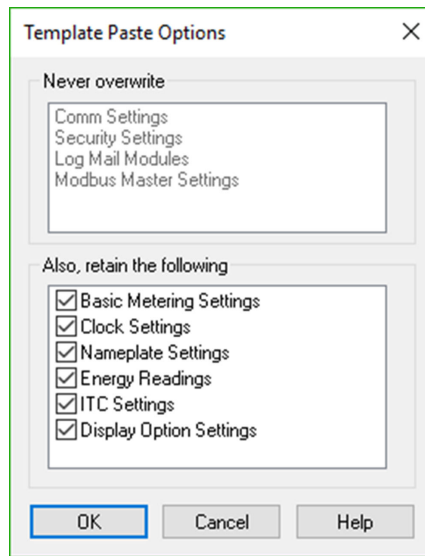 Template Paste Options
Never overwrite
Comm Settings
Security Settings
Log Mail Modules
Modbus Master Settings
Also, retain the following
Basic Metering Settings
Clock Settings
Nameplate Settings
Energy Readings
ITC Settings
Display Option Settings
OK Cancel Help